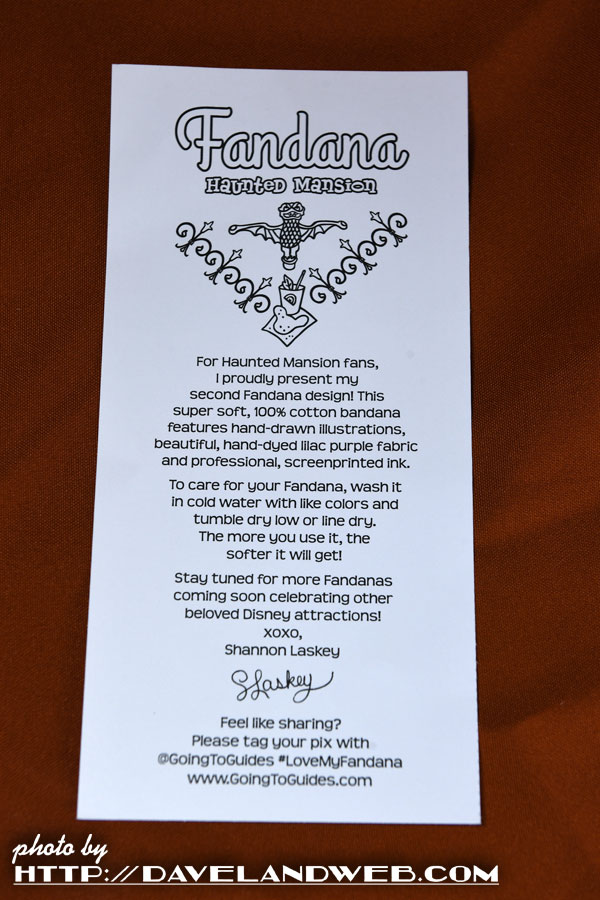 Fandana
Haunted Mansion
For Haunted Mansion fans,
I proudly present my
second Fandana design! This
super soft, 100% cotton bandana
features hand-drawn illustrations,
beautiful, hand-dyed lilac purple fabric
and professional, screenprinted ink.
To care for your Fandana, wash it
in cold water with like colors and
tumble dry low or line dry.
The more you use it, the
softer it will get!
Stay tuned for more Fandanas
coming soon celebrating other
beloved Disney attractions!
xoxo,
Shannon Laskey
SLaskey
Feel like sharing?
Please tag your pix with
@GoingToGuides #LoveMyFandana
www.GoingToGuides.com
photo by
HTTP://DAVELANDWEB.COM